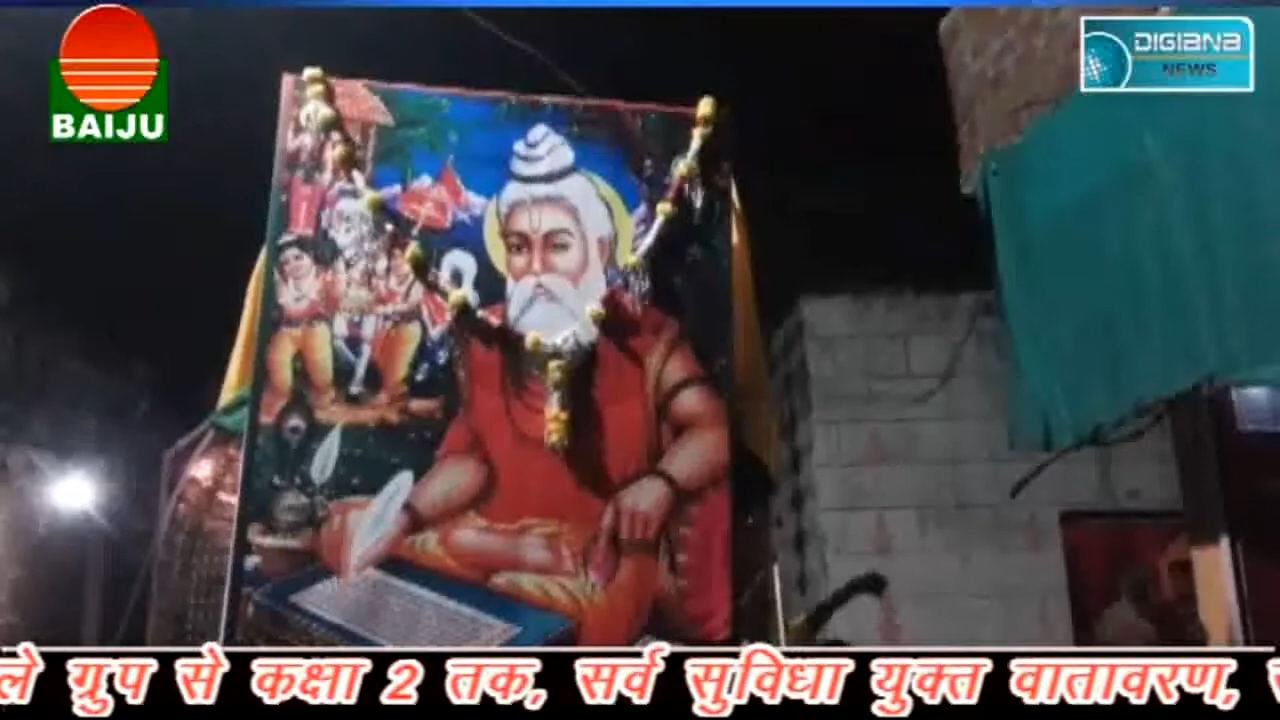 BAIJU
DIGIANA
NEWS
ले ग्रुप से कक्षा 2 तक, सर्व सुविधा युक्त वातावरण,